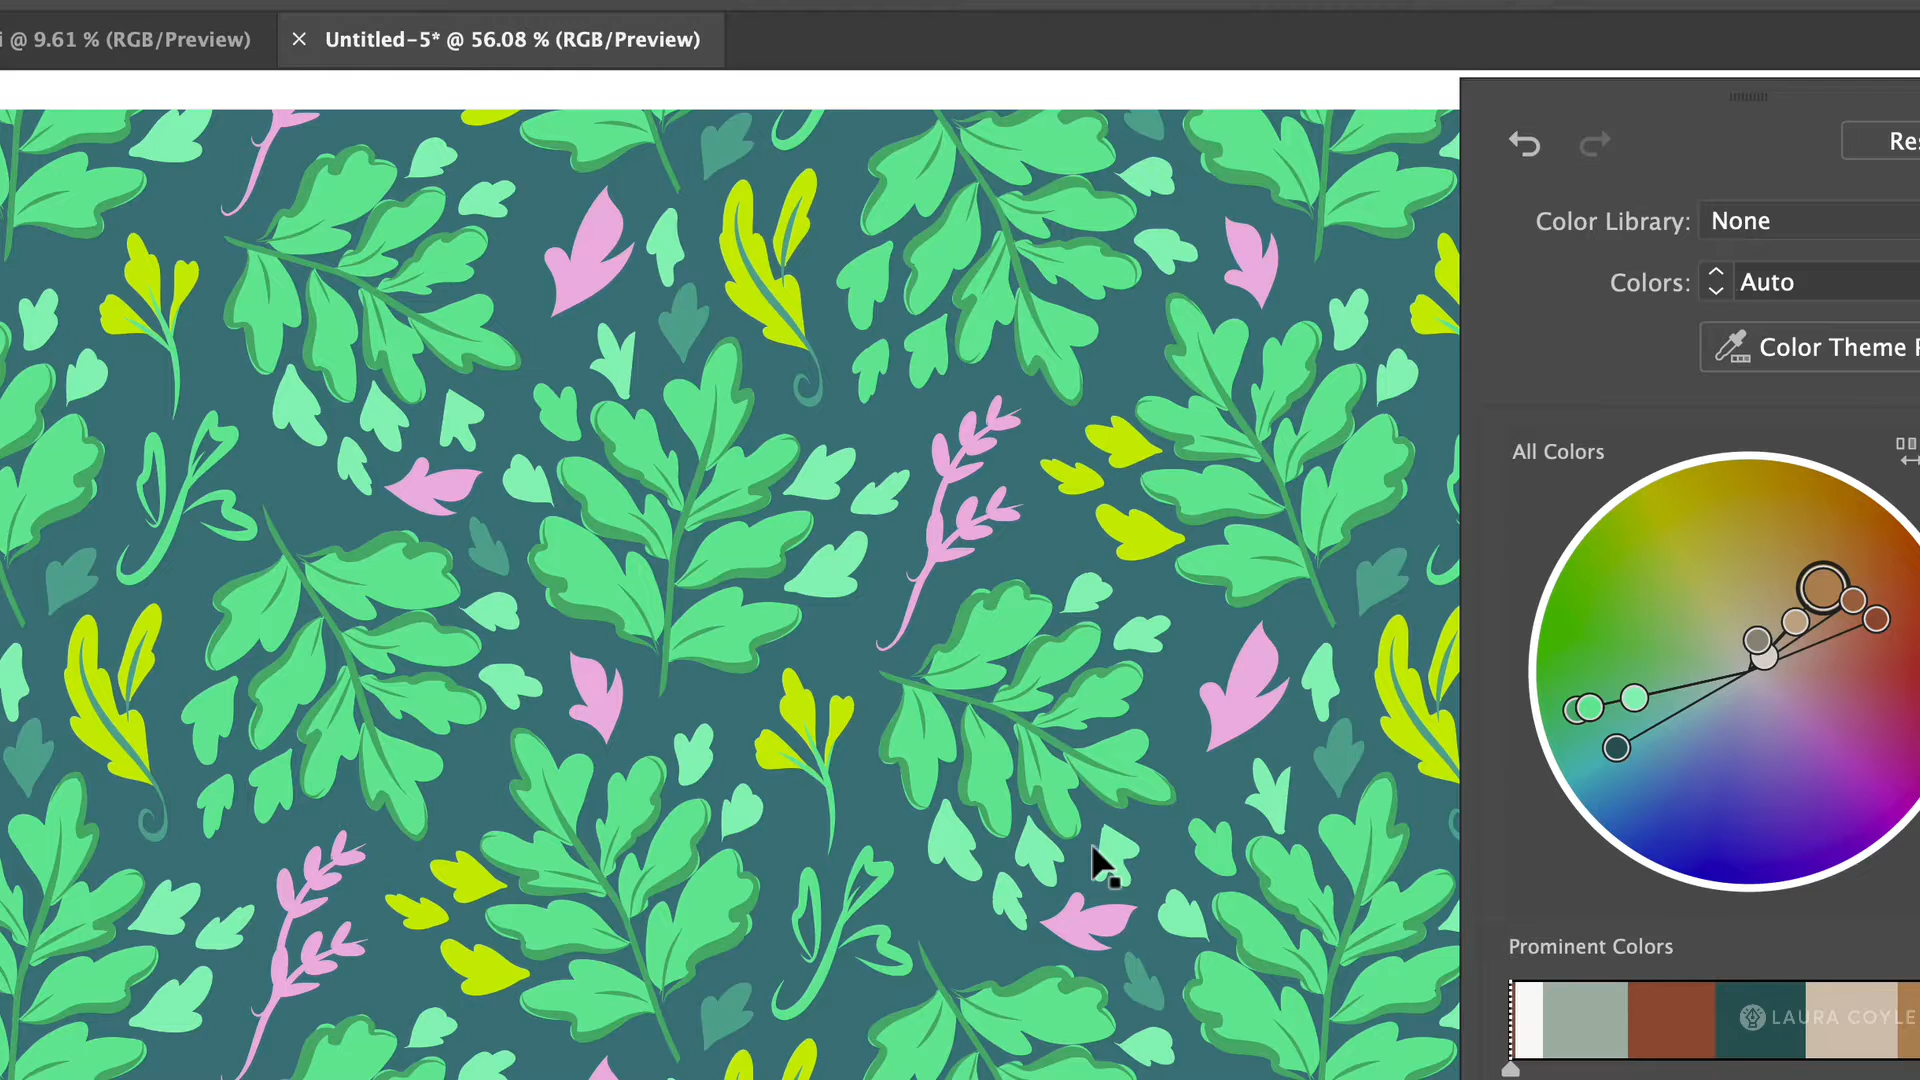 i @ 9.61 % (RGB/Preview)
Untitled-5* @ 56.08 % (RGB/Preview)
Color Library: None
Colors: Auto
Color Theme
All Colors
Prominent Colors
LAURA COYLE